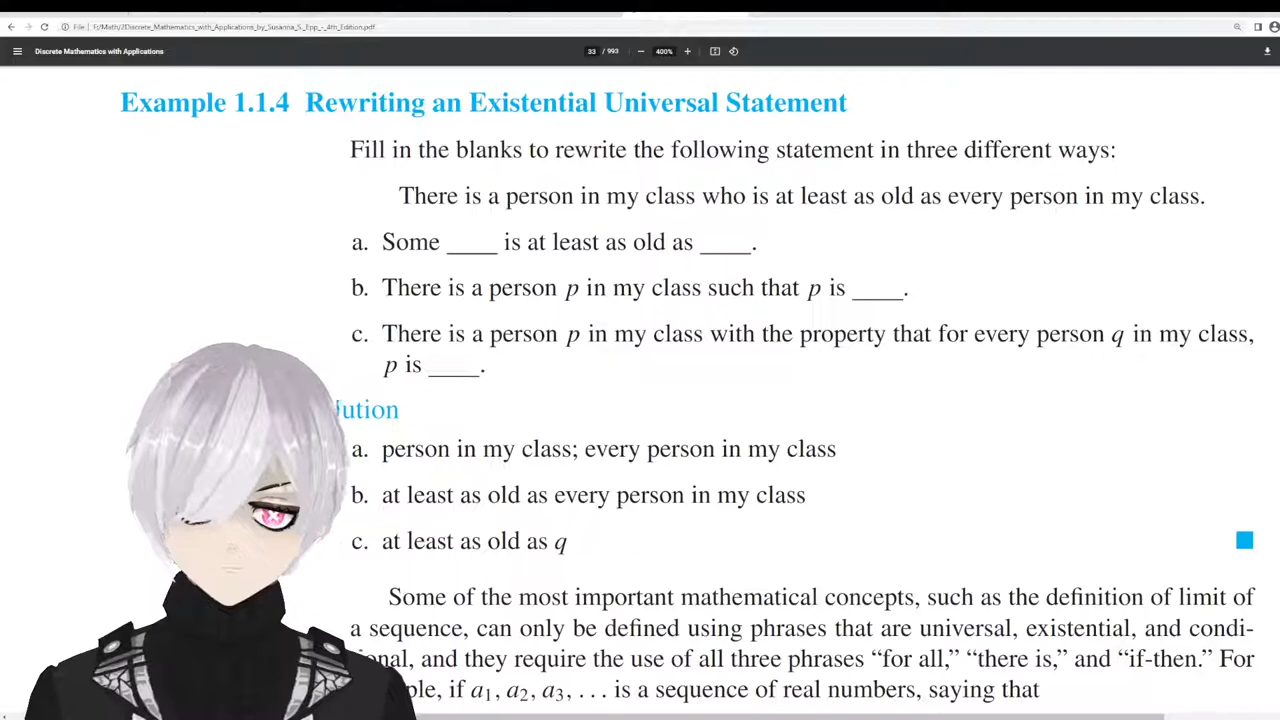 File | F:/Math/2Discrete_Mathematics_with_Applications_by_Susanna_S._Epp_-_4th_Edition.pdf
Discrete Mathematics with Applications 33 / 993 — 400% +
Example 1.1.4 Rewriting an Existential Universal Statement
Fill in the blanks to rewrite the following statement in three different ways:
There is a person in my class who is at least as old as every person in my class.
a. Some ____ is at least as old as ____.
b. There is a person p in my class such that p is ____.
c. There is a person p in my class with the property that for every person q in my class,
p is ____.
lution
a. person in my class; every person in my class
b. at least as old as every person in my class
c. at least as old as q
Some of the most important mathematical concepts, such as the definition of limit of
a sequence, can only be defined using phrases that are universal, existential, and condi-
onal, and they require the use of all three phrases “for all,” “there is,” and “if-then.” For
ple, if a1, a2, a3, . . . is a sequence of real numbers, saying that